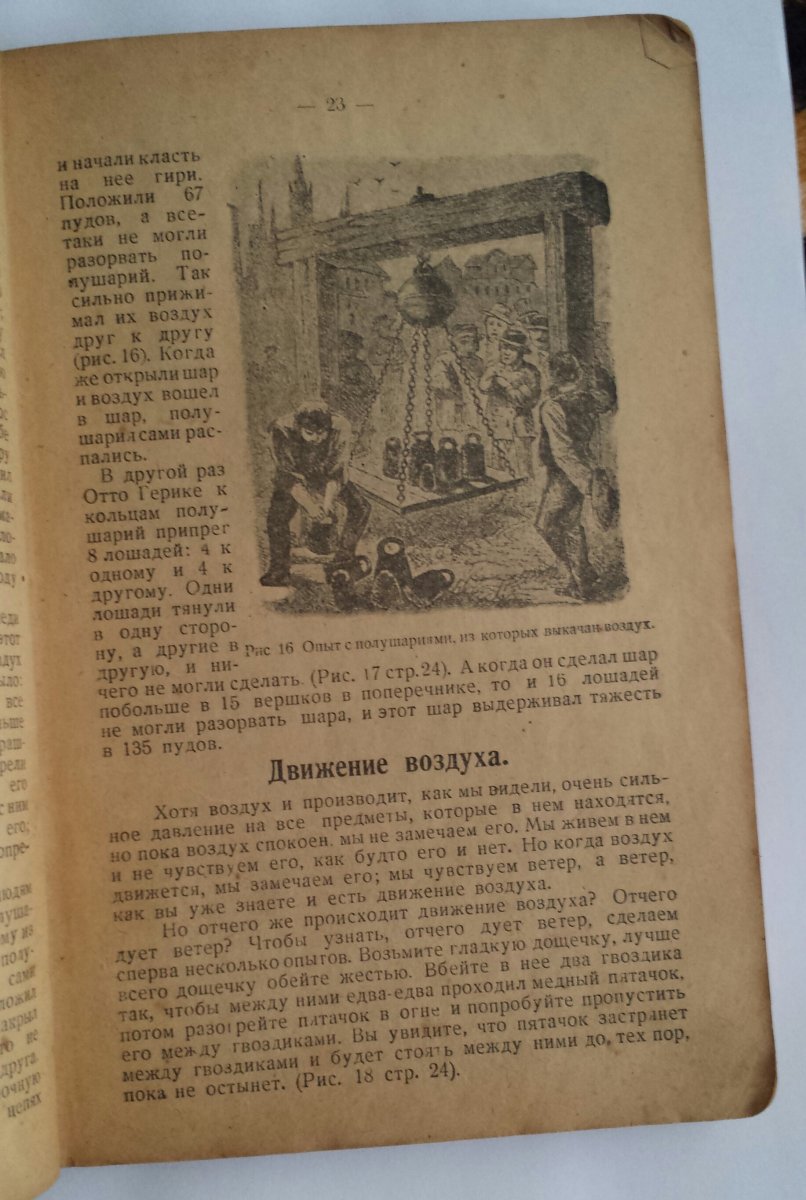 — 23 —
и начали класть
на нее гири.
Положили 67
пудов, а все-
таки не могли
разорвать по-
лушарий. Так
сильно прижи-
мал их воздух
друг к другу
(рис. 16). Когда
же открыли шар
и воздух вошел
в шар, полу-
шария сами рас-
пались.
В другой раз
Отто Герике к
кольцам полу-
шарий припрег
8 лошадей: 4 к
одному и 4 к
другому. Одни
лошади тянули
в одну сторо-
ну, а другие в
другую, и ни-
Рис 16 Опыт с полушариями, из которых выкачан воздух.
чего не могли сделать. (Рис. 17 стр. 24). А когда он сделал шар
побольше в 15 вершков в поперечнике, то и 16 лошадей
не могли разорвать шара, и этот шар выдерживал тяжесть
в 135 пудов.
Движение воздуха.
Хотя воздух и производит, как мы видели, очень силь-
ное давление на все предметы, которые в нем находятся,
но пока воздух спокоен, мы не замечаем его. Мы живем в нем
и не чувствуем его, как будто его и нет. Но когда воздух
движется, мы замечаем его; мы чувствуем ветер, а ветер,
как вы уже знаете и есть движение воздуха.
Но отчего же происходит движение воздуха? Отчего
дует ветер? Чтобы узнать, отчего дует ветер, сделаем
сперва несколько опытов. Возьмите гладкую дощечку, лучше
всего дощечку обейте жестью. Вбейте в нее два гвоздика
так, чтобы между ними едва-едва проходил медный пятачок,
потом разогрейте пятачок в огне и попробуйте пропустить
его между гвоздиками. Вы увидите, что пятачок застрянет
между гвоздиками и будет стоять между ними до, тех пор,
пока не остынет. (Рис. 18 стр. 24).